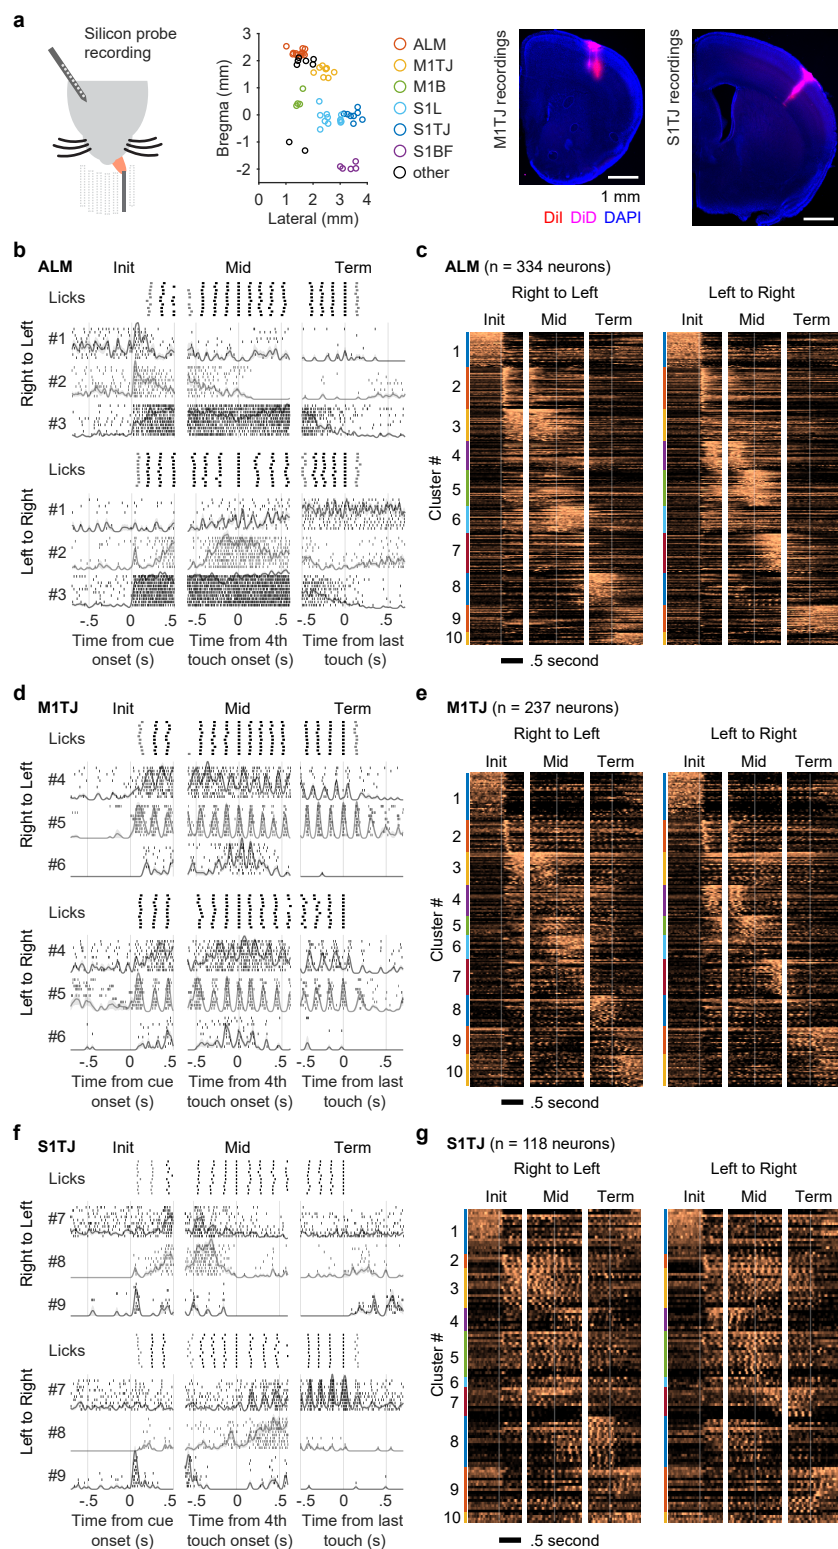 a
Silicon probe
recording
3
2
1
0
-1
-2
Bregma (mm)
0 1 2 3 4
Lateral (mm)
ALM
M1TJ
M1B
S1L
S1TJ
S1BF
other
M1TJ recordings
1 mm
DiI DiD DAPI
S1TJ recordings
b
ALM Init Mid Term
Licks
Right to Left
#1
#2
#3
Licks
Left to Right
#1
#2
#3
-.5 0 .5 -.5 0 .5 -.5 0 .5
Time from cue onset (s)
Time from 4th touch onset (s)
Time from last touch (s)
c
ALM (n = 334 neurons)
Right to Left Left to Right
Init Mid Term Init Mid Term
Cluster #
1
2
3
4
5
6
7
8
9
10
.5 second
d
M1TJ Init Mid Term
Licks
Right to Left
#4
#5
#6
Licks
Left to Right
#4
#5
#6
-.5 0 .5 -.5 0 .5 -.5 0 .5
Time from cue onset (s)
Time from 4th touch onset (s)
Time from last touch (s)
e
M1TJ (n = 237 neurons)
Right to Left Left to Right
Init Mid Term Init Mid Term
Cluster #
1
2
3
4
5
6
7
8
9
10
.5 second
f
S1TJ Init Mid Term
Licks
Right to Left
#7
#8
#9
Licks
Left to Right
#7
#8
#9
-.5 0 .5 -.5 0 .5 -.5 0 .5
Time from cue onset (s)
Time from 4th touch onset (s)
Time from last touch (s)
g
S1TJ (n = 118 neurons)
Right to Left Left to Right
Init Mid Term Init Mid Term
Cluster #
1
2
3
4
5
6
7
8
9
10
.5 second